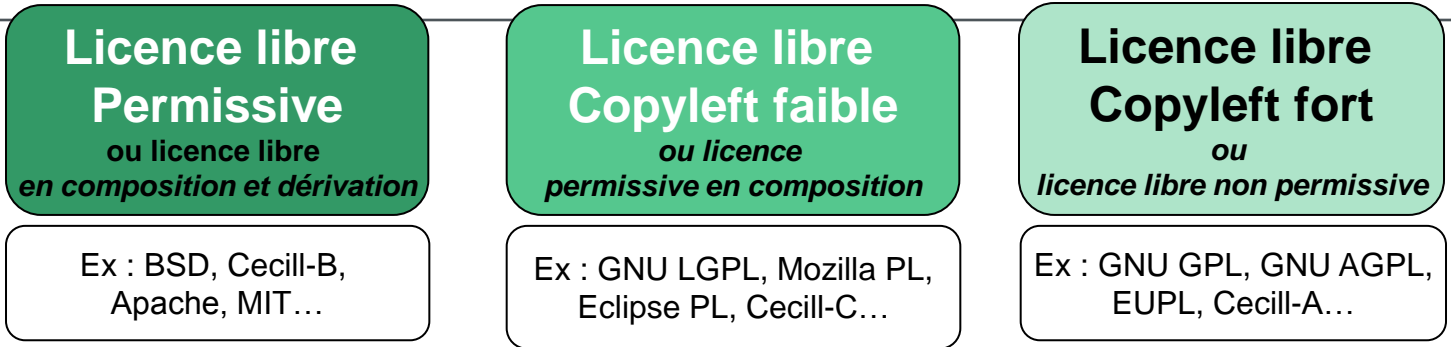 Licence libre
Permissive
ou licence libre
en composition et dérivation
Ex : BSD, Cecill-B,
Apache, MIT…
Licence libre
Copyleft faible
ou licence
permissive en composition
Ex : GNU LGPL, Mozilla PL,
Eclipse PL, Cecill-C…
Licence libre
Copyleft fort
ou
licence libre non permissive
Ex : GNU GPL, GNU AGPL,
EUPL, Cecill-A…